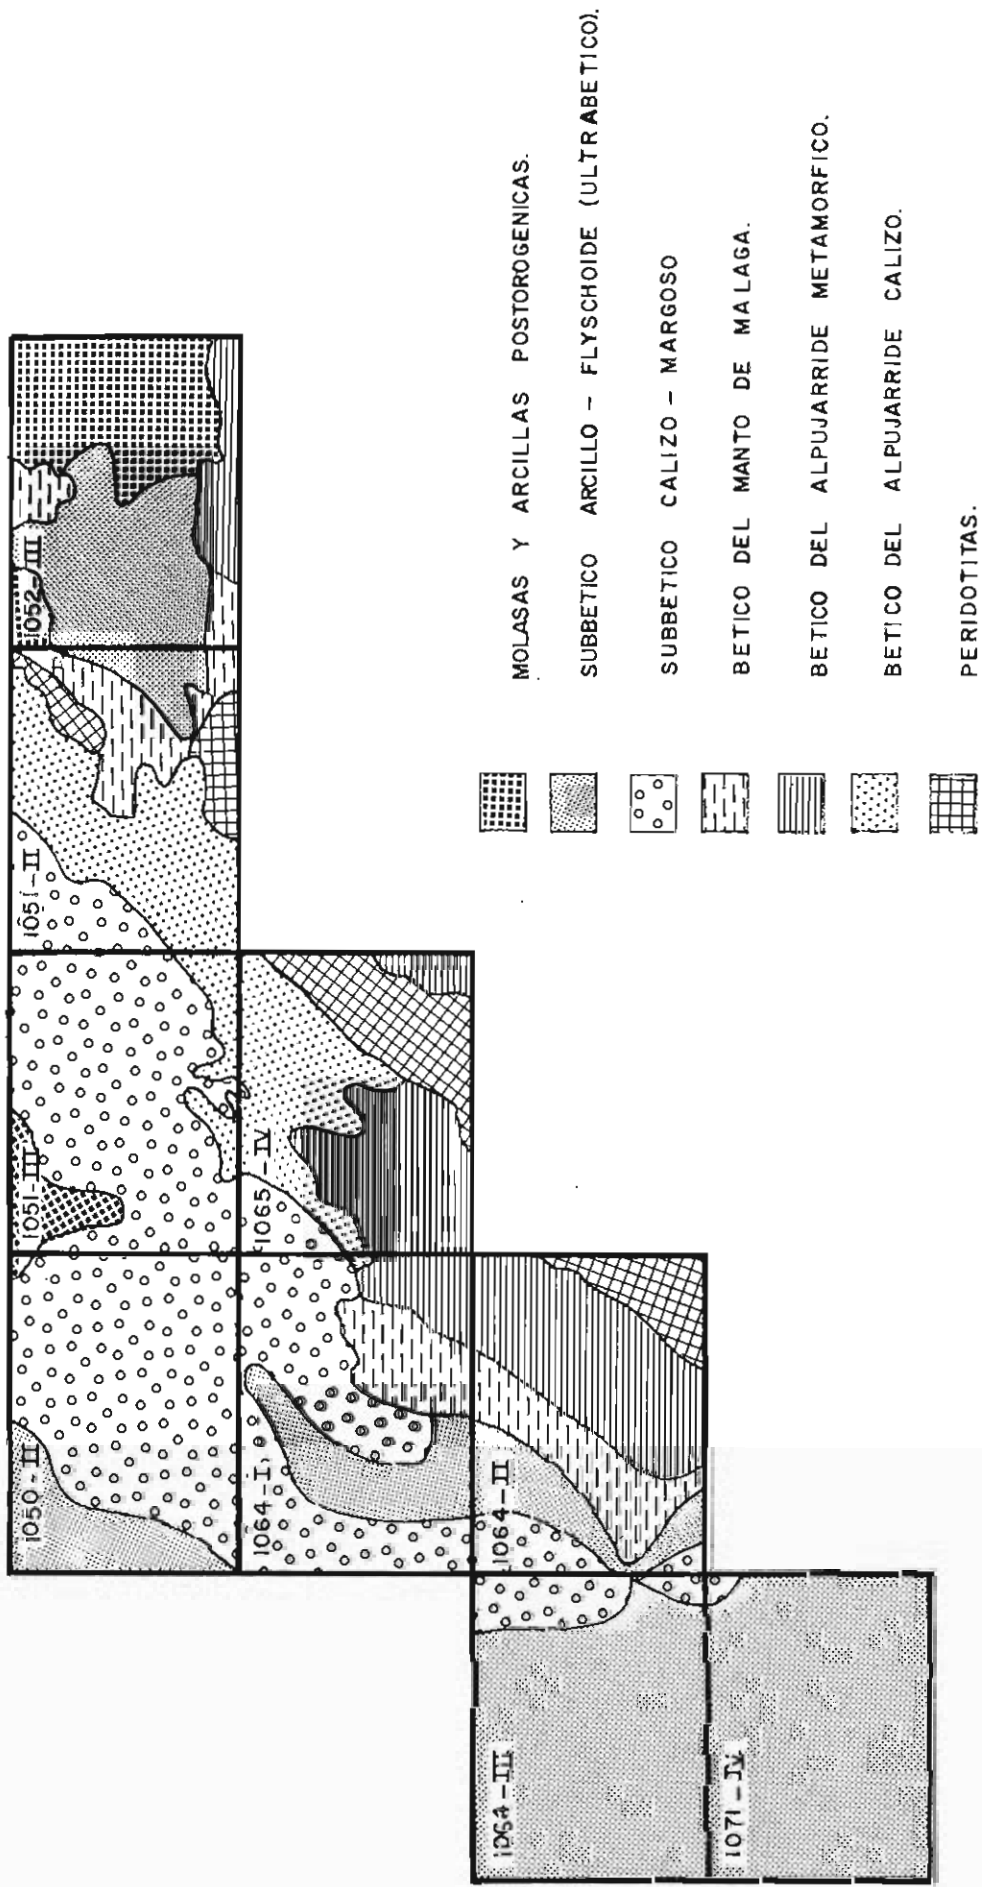 1050-II
1051-III
1051-II
1052-III
1064-I
1065-IV
1064-III
1064-II
1071-IV
MOLASAS Y ARCILLAS POSTOROGENICAS.
SUBBETICO ARCILLO - FLYSCHOIDE (ULTRABETICO).
SUBBETICO CALIZO - MARGOSO
BETICO DEL MANTO DE MALAGA.
BETICO DEL ALPUJARRIDE METAMORFICO.
BETICO DEL ALPUJARRIDE CALIZO.
PERIDOTITAS.